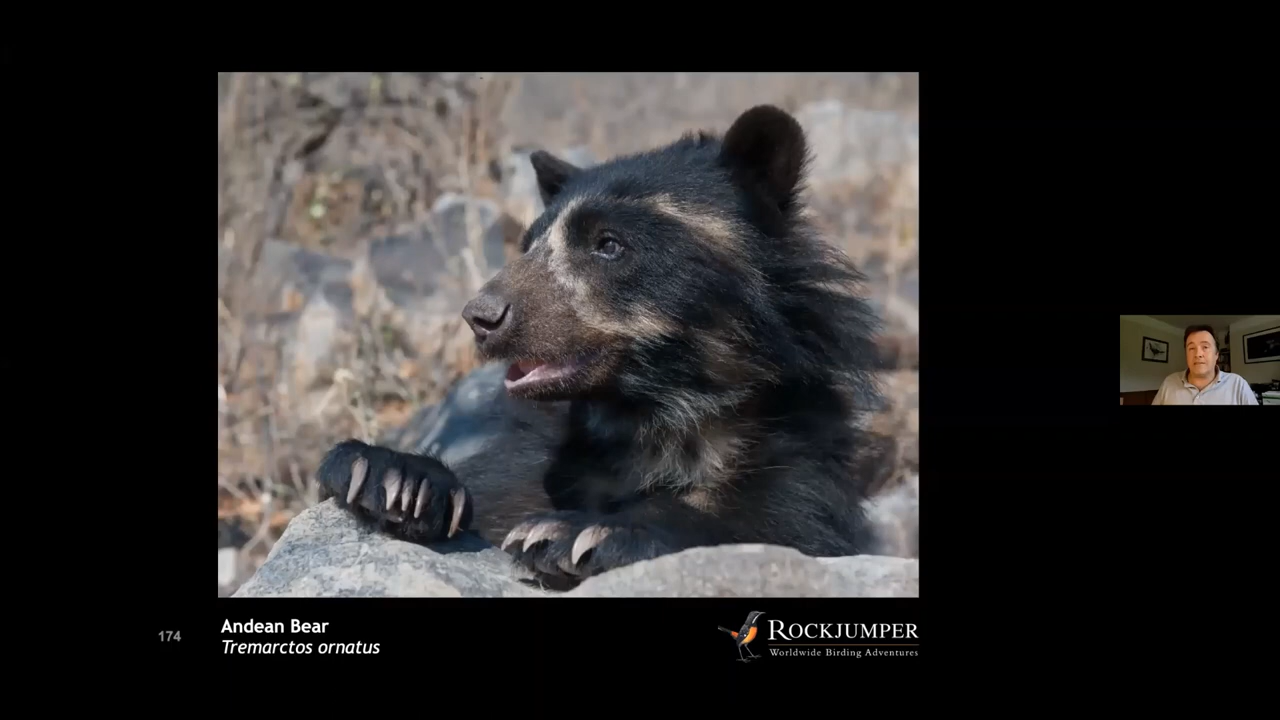 174
Andean Bear
Tremarctos ornatus
ROCKJUMPER
Worldwide Birding Adventures